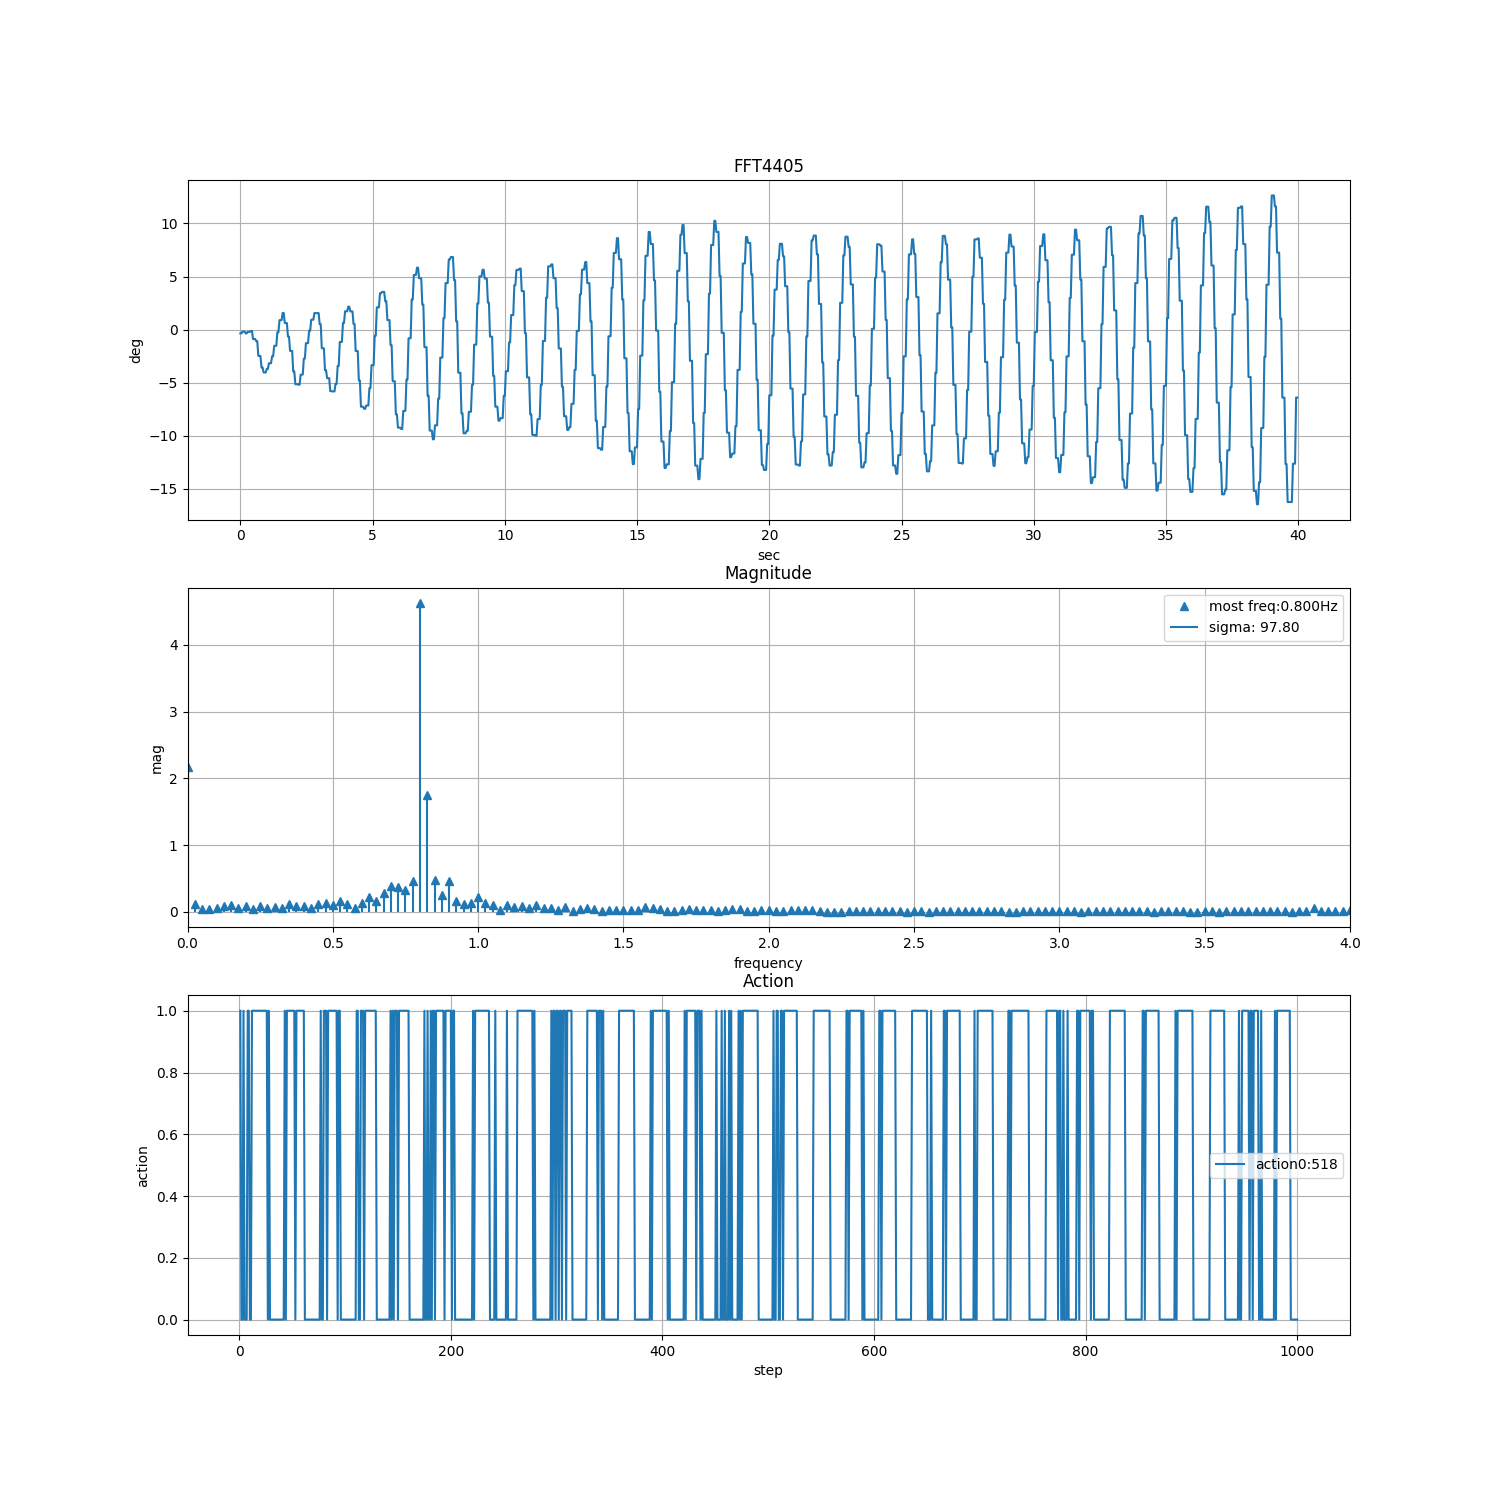 FFT4405
10
5
0
−5
−10
−15
deg
0 5 10 15 20 25 30 35 40
sec
Magnitude
most freq:0.800Hz
sigma: 97.80
4
3
2
1
0
mag
0.0 0.5 1.0 1.5 2.0 2.5 3.0 3.5 4.0
frequency
Action
1.0
0.8
0.6
0.4
0.2
0.0
action
action0:518
0 200 400 600 800 1000
step